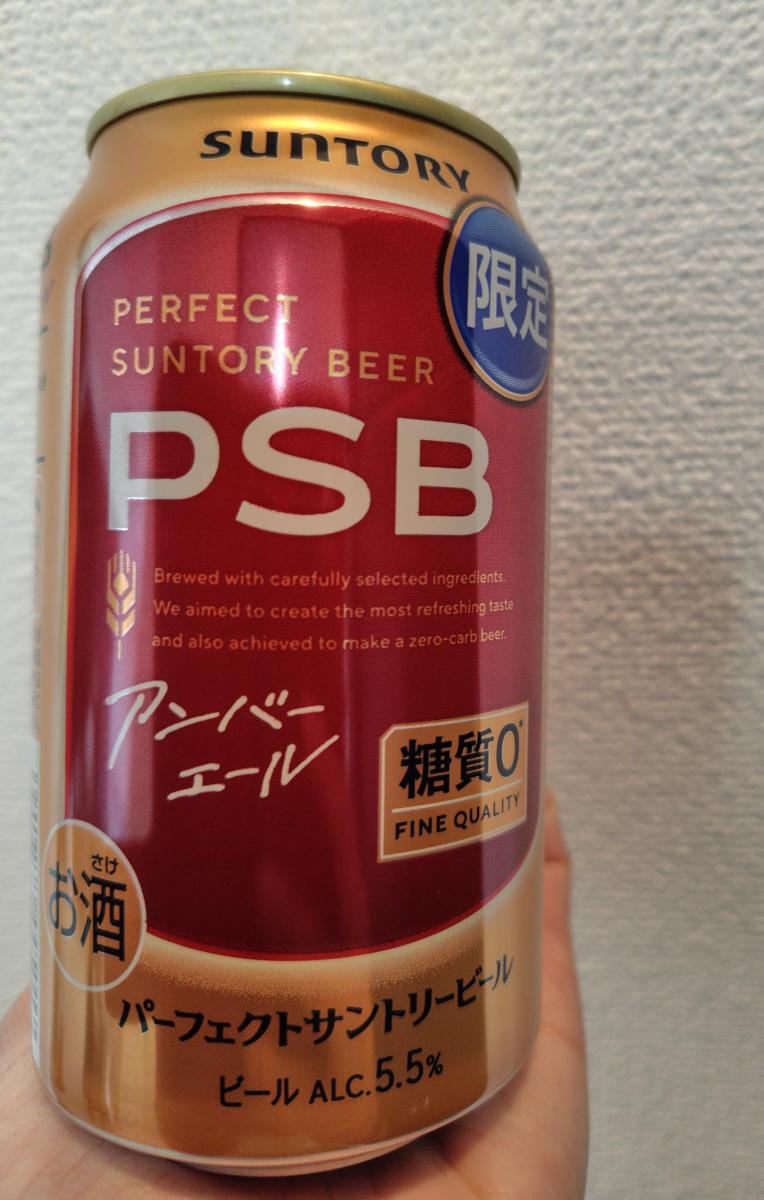 SUNTORY
限定
PERFECT
SUNTORY BEER
PSB
Brewed with carefully selected ingredients.
We aimed to create the most refreshing taste
and also achieved to make a zero-carb beer.
アンバー
エール
糖質0*
FINE QUALITY
さけ
お酒
パーフェクトサントリービール
ビール ALC.5.5%